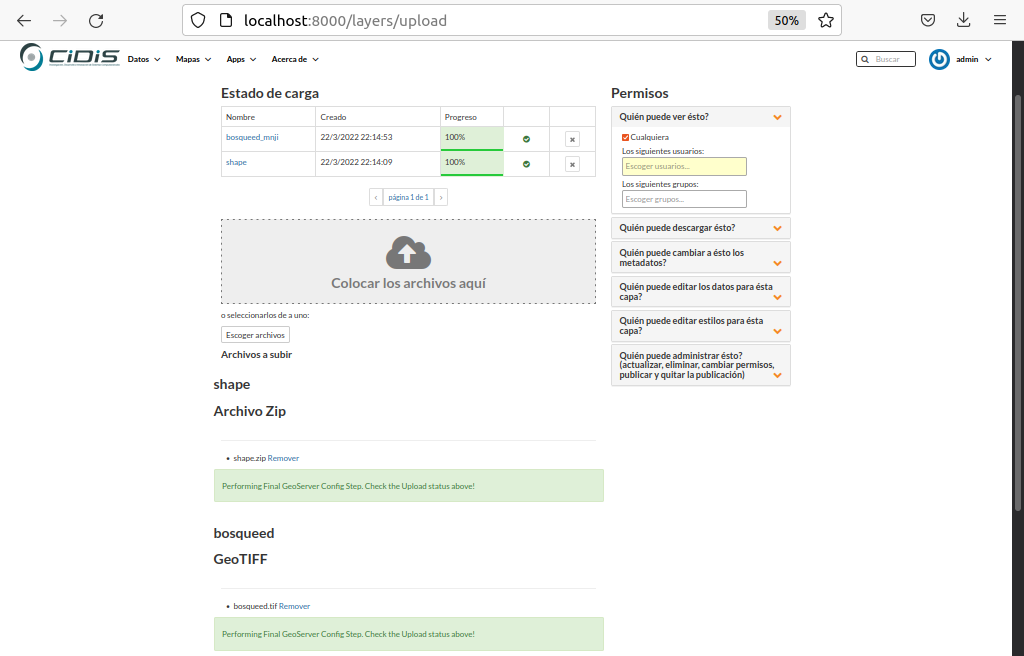 localhost:8000/layers/upload
50%
CiDiS
Datos
Mapas
Apps
Acerca de
Buscar
admin
Estado de carga
Nombre Creado Progreso
bosqueed_mnji 22/3/2022 22:14:53 100%
shape 22/3/2022 22:14:09 100%
‹ página 1 de 1 ›
Colocar los archivos aquí
o seleccionarlos de a uno:
Escoger archivos
Archivos a subir
shape
Archivo Zip
• shape.zip Remover
Performing Final GeoServer Config Step. Check the Upload status above!
bosqueed
GeoTIFF
• bosqueed.tif Remover
Performing Final GeoServer Config Step. Check the Upload status above!
Permisos
Quién puede ver ésto?
Cualquiera
Los siguientes usuarios:
Escoger usuarios...
Los siguientes grupos:
Escoger grupos...
Quién puede descargar ésto?
Quién puede cambiar a ésto los
metadatos?
Quién puede editar los datos para ésta
capa?
Quién puede editar estilos para ésta
capa?
Quién puede administrar ésto?
(actualizar, eliminar, cambiar permisos,
publicar y quitar la publicación)